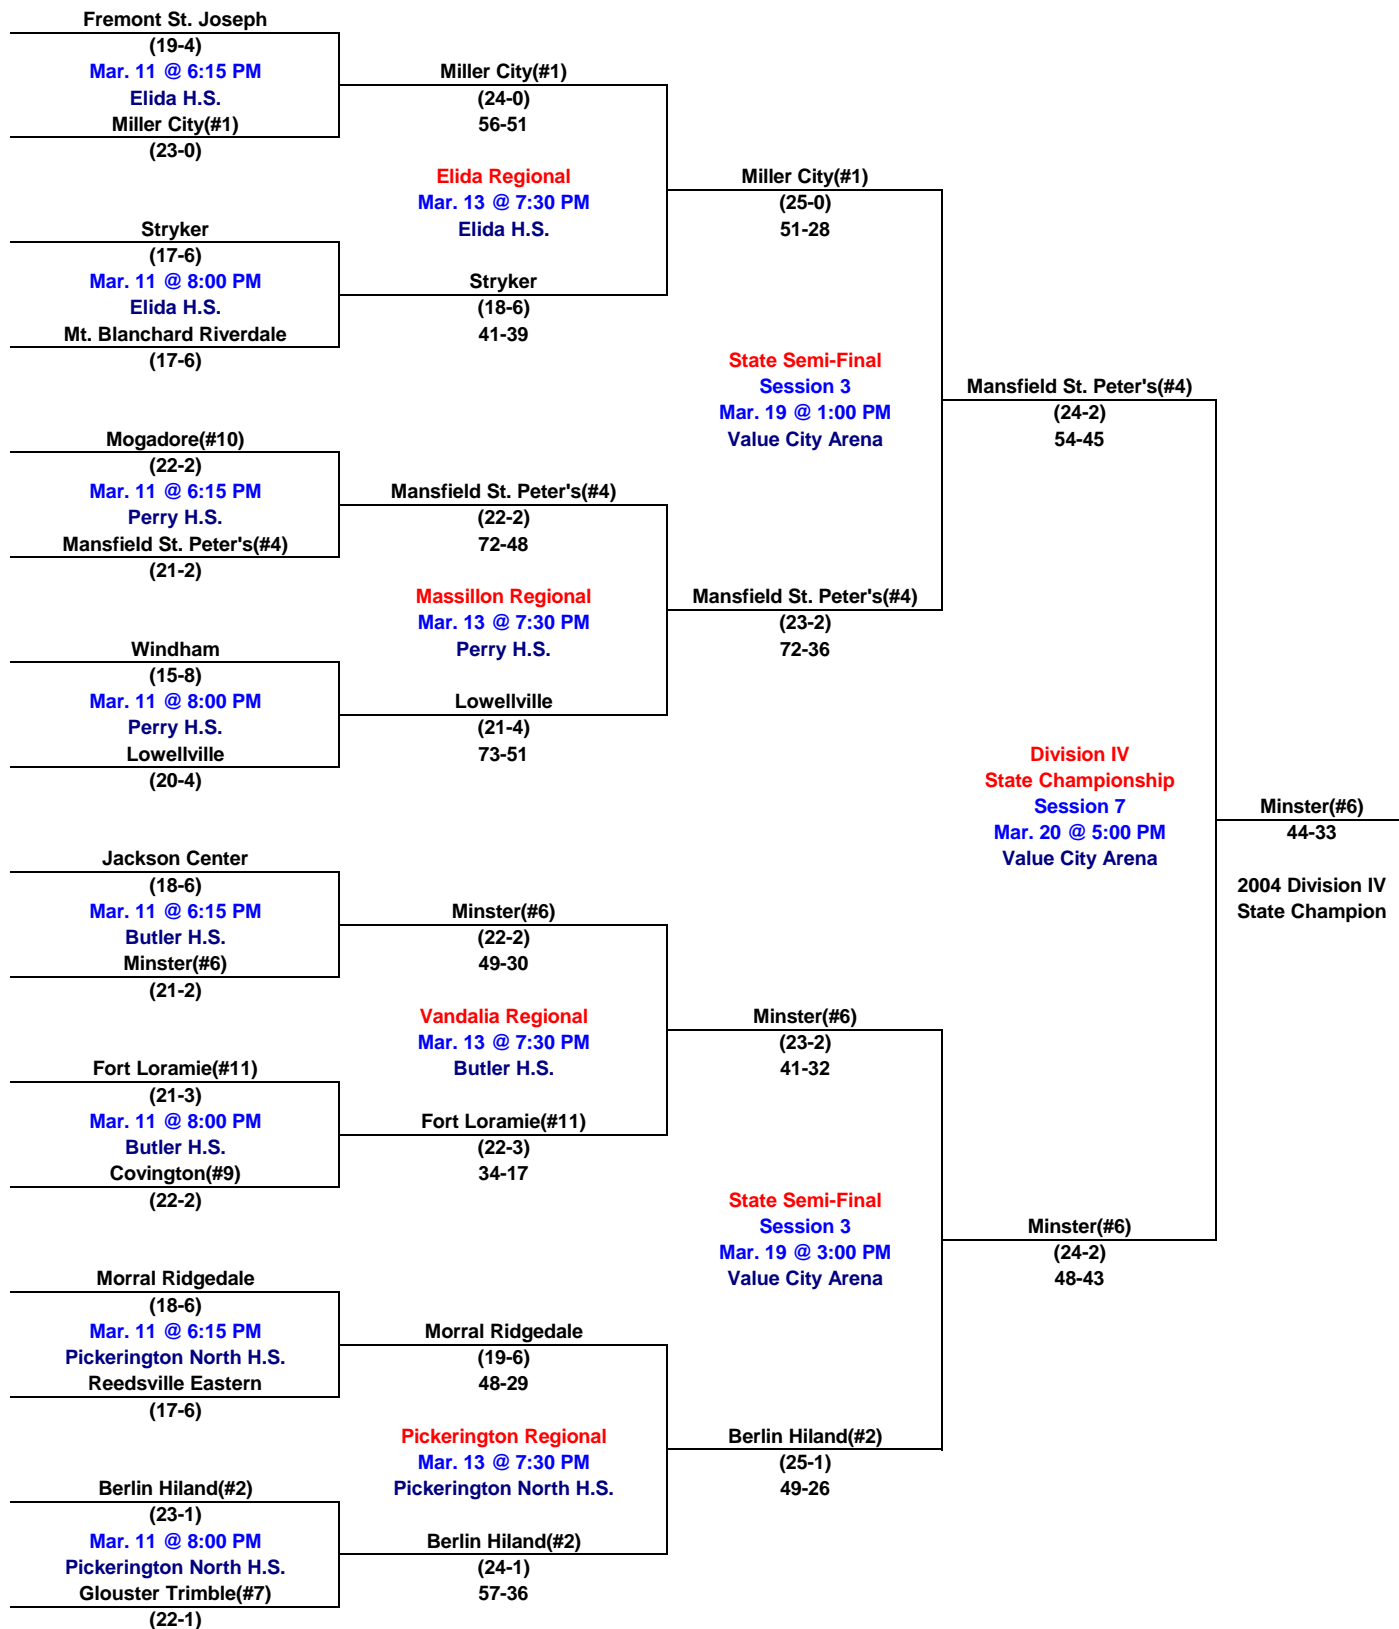 Fremont St. Joseph
(19-4)
Mar. 11 @ 6:15 PM
Elida H.S.
Miller City(#1)
(23-0)
Stryker
(17-6)
Mar. 11 @ 8:00 PM
Elida H.S.
Mt. Blanchard Riverdale
(17-6)
Mogadore(#10)
(22-2)
Mar. 11 @ 6:15 PM
Perry H.S.
Mansfield St. Peter's(#4)
(21-2)
Windham
(15-8)
Mar. 11 @ 8:00 PM
Perry H.S.
Lowellville
(20-4)
Jackson Center
(18-6)
Mar. 11 @ 6:15 PM
Butler H.S.
Minster(#6)
(21-2)
Fort Loramie(#11)
(21-3)
Mar. 11 @ 8:00 PM
Butler H.S.
Covington(#9)
(22-2)
Morral Ridgedale
(18-6)
Mar. 11 @ 6:15 PM
Pickerington North H.S.
Reedsville Eastern
(17-6)
Berlin Hiland(#2)
(23-1)
Mar. 11 @ 8:00 PM
Pickerington North H.S.
Glouster Trimble(#7)
(22-1)
Miller City(#1)
(24-0)
56-51
Elida Regional
Mar. 13 @ 7:30 PM
Elida H.S.
Stryker
(18-6)
41-39
Mansfield St. Peter's(#4)
(22-2)
72-48
Massillon Regional
Mar. 13 @ 7:30 PM
Perry H.S.
Lowellville
(21-4)
73-51
Minster(#6)
(22-2)
49-30
Vandalia Regional
Mar. 13 @ 7:30 PM
Butler H.S.
Fort Loramie(#11)
(22-3)
34-17
Morral Ridgedale
(19-6)
48-29
Pickerington Regional
Mar. 13 @ 7:30 PM
Pickerington North H.S.
Berlin Hiland(#2)
(24-1)
57-36
Miller City(#1)
(25-0)
51-28
State Semi-Final
Session 3
Mar. 19 @ 1:00 PM
Value City Arena
Mansfield St. Peter's(#4)
(23-2)
72-36
Minster(#6)
(23-2)
41-32
State Semi-Final
Session 3
Mar. 19 @ 3:00 PM
Value City Arena
Berlin Hiland(#2)
(25-1)
49-26
Mansfield St. Peter's(#4)
(24-2)
54-45
Division IV
State Championship
Session 7
Mar. 20 @ 5:00 PM
Value City Arena
Minster(#6)
(24-2)
48-43
Minster(#6)
44-33
2004 Division IV
State Champion